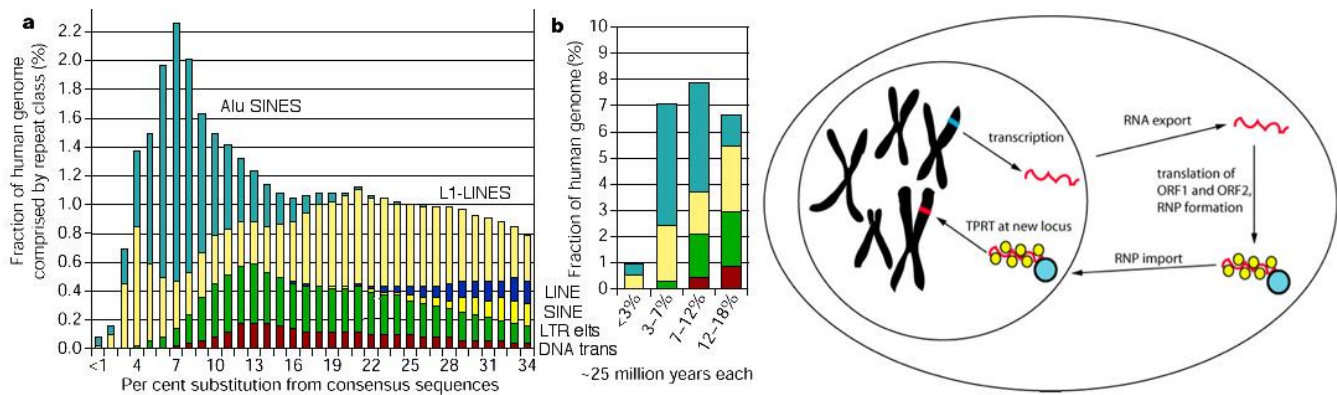 a
Fraction of human genome
comprised by repeat class (%)
2.2
2.0
1.8
1.6
1.4
1.2
1.0
0.8
0.6
0.4
0.2
0.0
Alu SINES
L1-LINES
LINE
SINE
LTR elts
DNA trans
<1 4 7 10 13 16 19 22 25 28 31 34
Per cent substitution from consensus sequences
b
Fraction of human genome (%)
10
9
8
7
6
5
4
3
2
1
0
<3% 3–7% 7–12% 12–18%
~25 million years each
transcription
RNA export
translation of
ORF1 and ORF2,
RNP formation
TPRT at new locus
RNP import